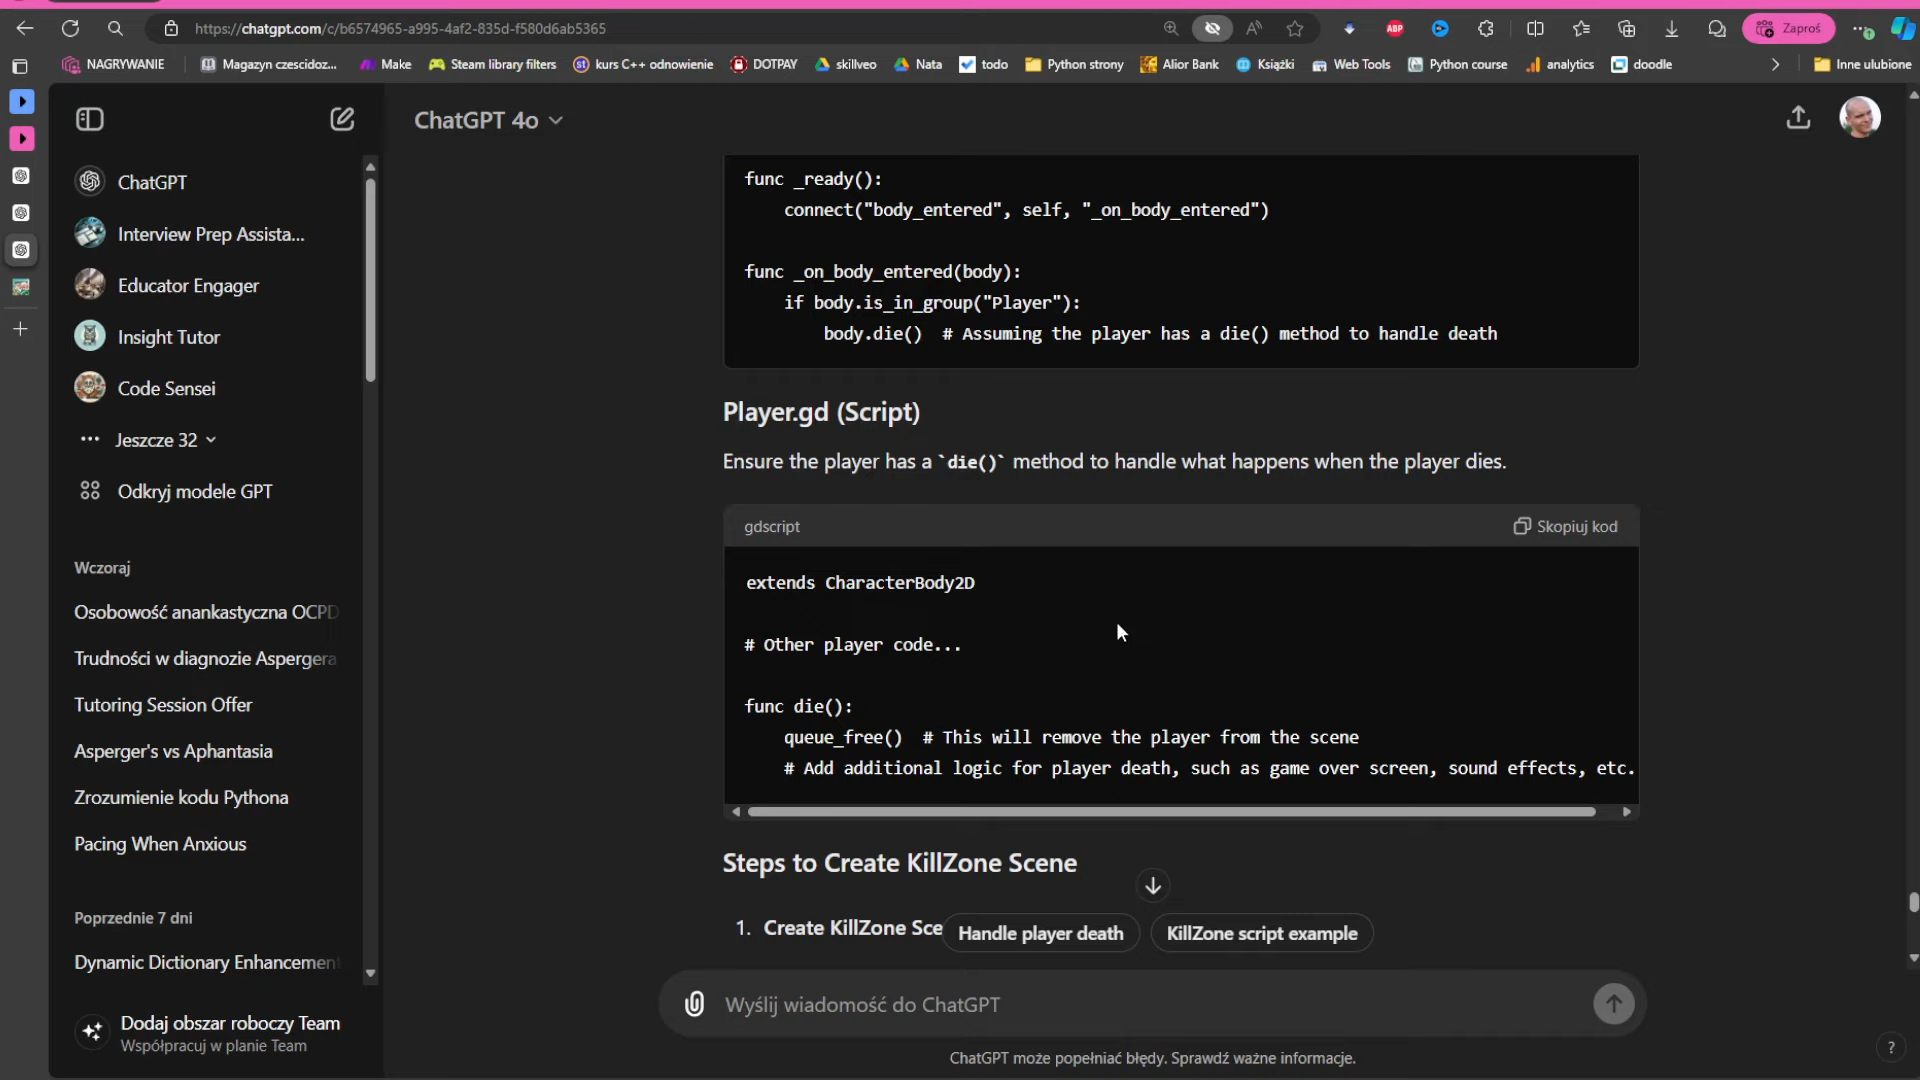 https://chatgpt.com/c/b6574965-a995-4af2-835d-f580d6ab5365
ABP
Zaproś
NAGRYWANIE
Magazyn czescidoz...
Make
Steam library filters
kurs C++ odnowienie
DOTPAY
skillveo
Nata
todo
Python strony
Alior Bank
Książki
Web Tools
Python course
analytics
doodle
Inne ulubione
ChatGPT 4o
ChatGPT
Interview Prep Assista...
Educator Engager
Insight Tutor
Code Sensei
Jeszcze 32
Odkryj modele GPT
Wczoraj
Osobowość anankastyczna OCPD
Trudności w diagnozie Aspergera
Tutoring Session Offer
Asperger's vs Aphantasia
Zrozumienie kodu Pythona
Pacing When Anxious
Poprzednie 7 dni
Dynamic Dictionary Enhancement
Dodaj obszar roboczy Team
Współpracuj w planie Team
func _ready():
connect("body_entered", self, "_on_body_entered")
func _on_body_entered(body):
if body.is_in_group("Player"):
body.die()  # Assuming the player has a die() method to handle death
Player.gd (Script)
Ensure the player has a `die()` method to handle what happens when the player dies.
gdscript
Skopiuj kod
extends CharacterBody2D
# Other player code...
func die():
queue_free()  # This will remove the player from the scene
# Add additional logic for player death, such as game over screen, sound effects, etc.
Steps to Create KillZone Scene
1. Create KillZone Sce
Handle player death
KillZone script example
Wyślij wiadomość do ChatGPT
ChatGPT może popełniać błędy. Sprawdź ważne informacje.
?